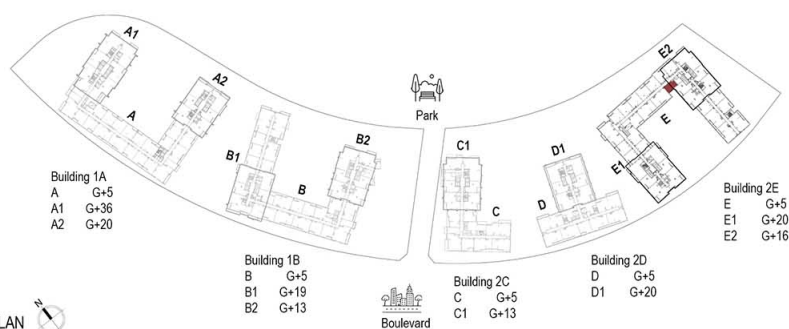 A1
A2
A
B1
B
B2
Park
C1
C
D1
D
E2
E
E1
Building 1A
A G+5
A1 G+36
A2 G+20
Building 1B
B G+5
B1 G+19
B2 G+13
Building 2C
C G+5
C1 G+13
Building 2D
D G+5
D1 G+20
Building 2E
E G+5
E1 G+20
E2 G+16
Boulevard
N
LAN